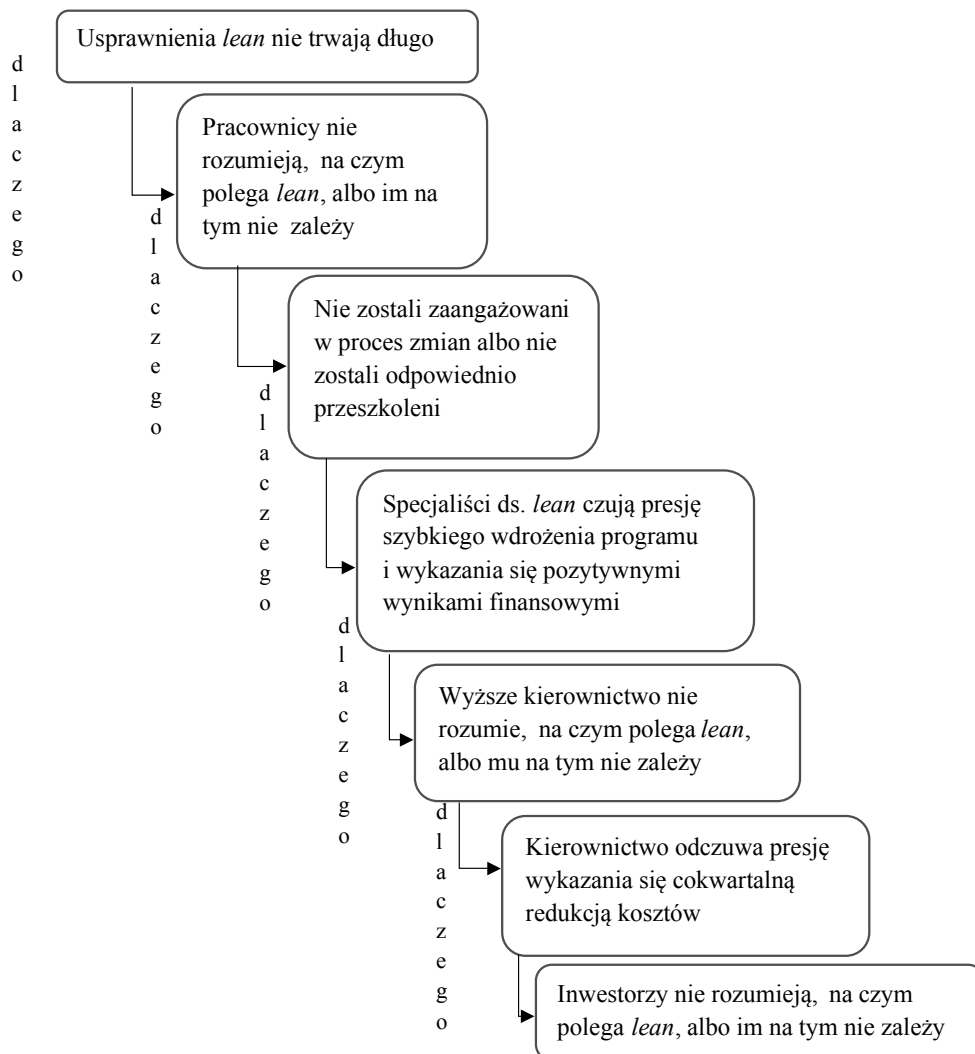 Usprawnienia lean nie trwają długo
dlaczego
Pracownicy nie
rozumieją, na czym
polega lean, albo im na
tym nie zależy
dlaczego
Nie zostali zaangażowani
w proces zmian albo nie
zostali odpowiednio
przeszkoleni
dlaczego
Specjaliści ds. lean czują presję
szybkiego wdrożenia programu
i wykazania się pozytywnymi
wynikami finansowymi
dlaczego
Wyższe kierownictwo nie
rozumie, na czym polega lean,
albo mu na tym nie zależy
dlaczego
Kierownictwo odczuwa presję
wykazania się cokwartalną
redukcją kosztów
Inwestorzy nie rozumieją, na czym
polega lean, albo im na tym nie zależy